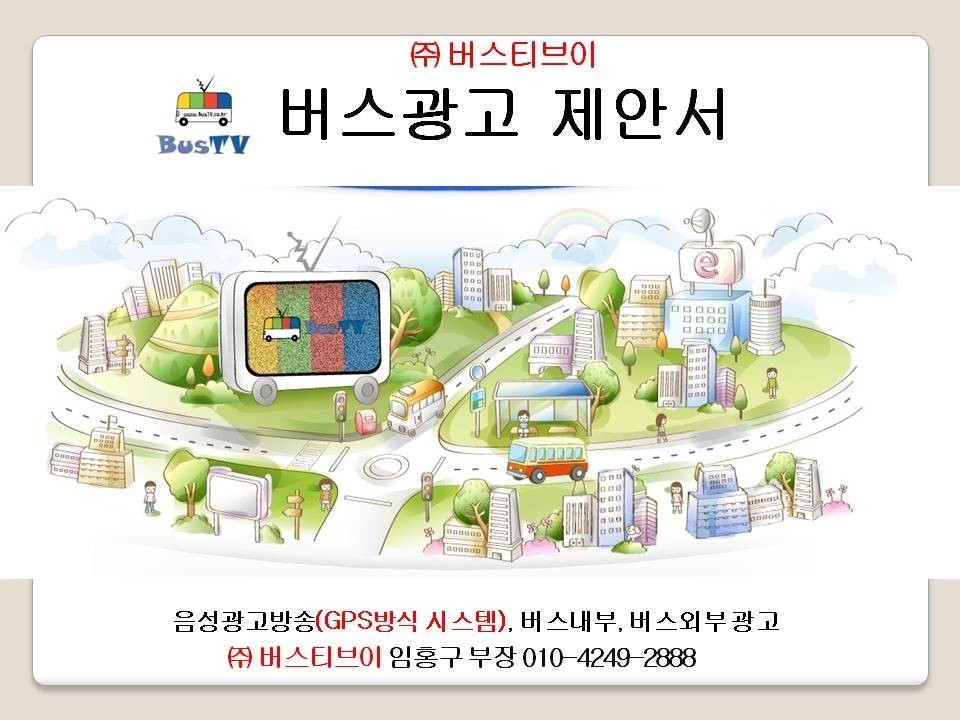 ㈜ 버스티브이
버스광고 제안서
www.BusTV.co.kr
BusTV
e
BusTV
음성광고방송(GPS방식 시스템), 버스내부, 버스외부 광고
㈜ 버스티브이 임홍구 부장 010-4249-2888